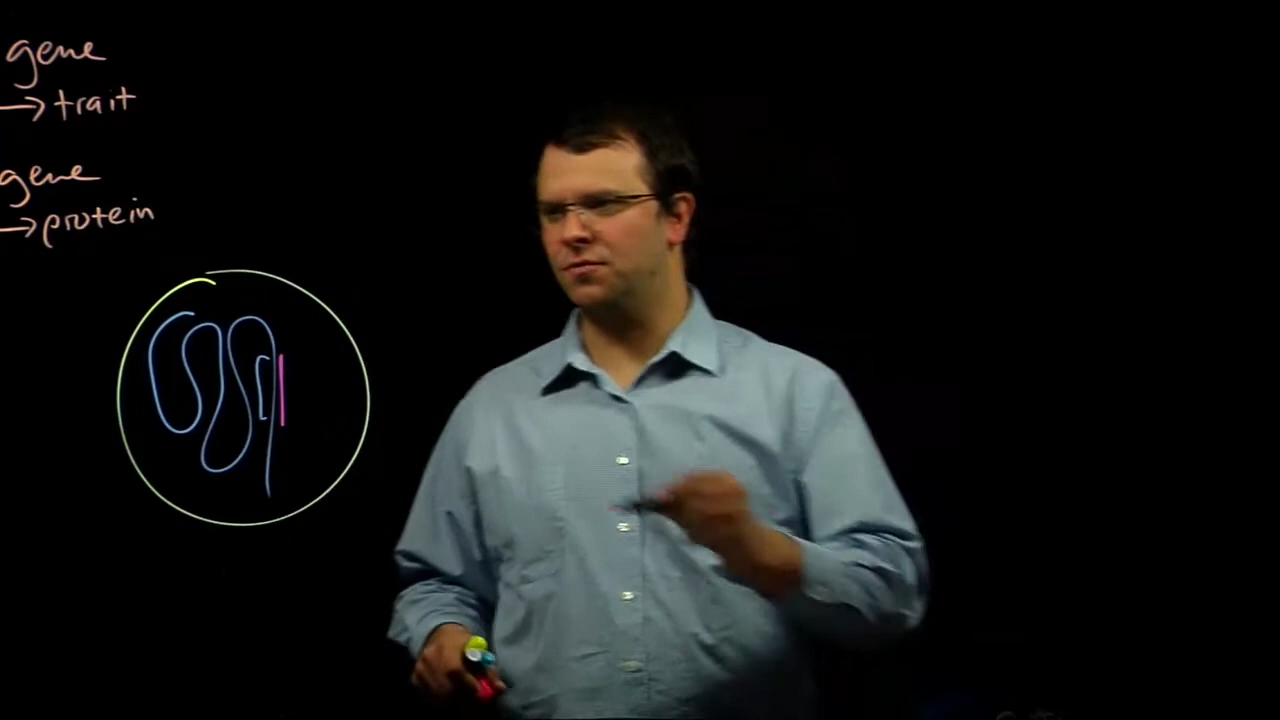 gene
→trait
gene
→protein